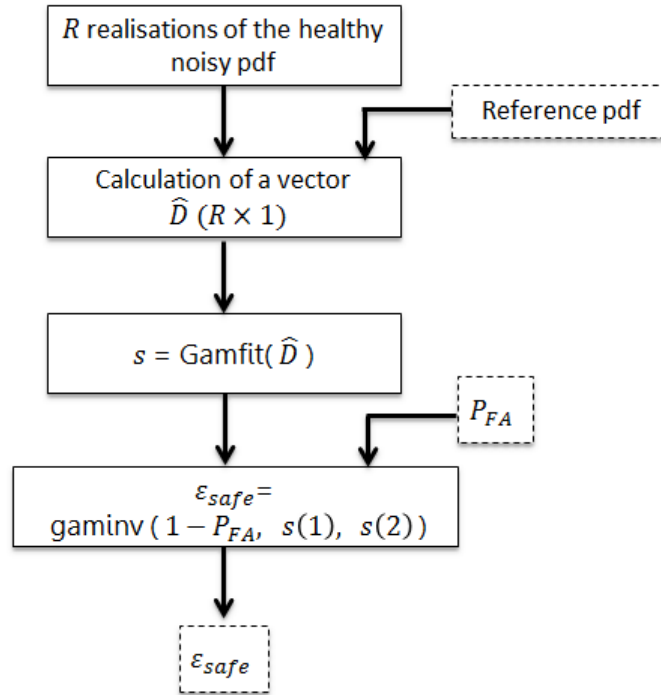 R realisations of the healthy
noisy pdf
Reference pdf
Calculation of a vector
D̂ (R × 1)
s = Gamfit( D̂ )
P_FA
ε_safe=
gaminv ( 1 − P_FA, s(1), s(2) )
ε_safe